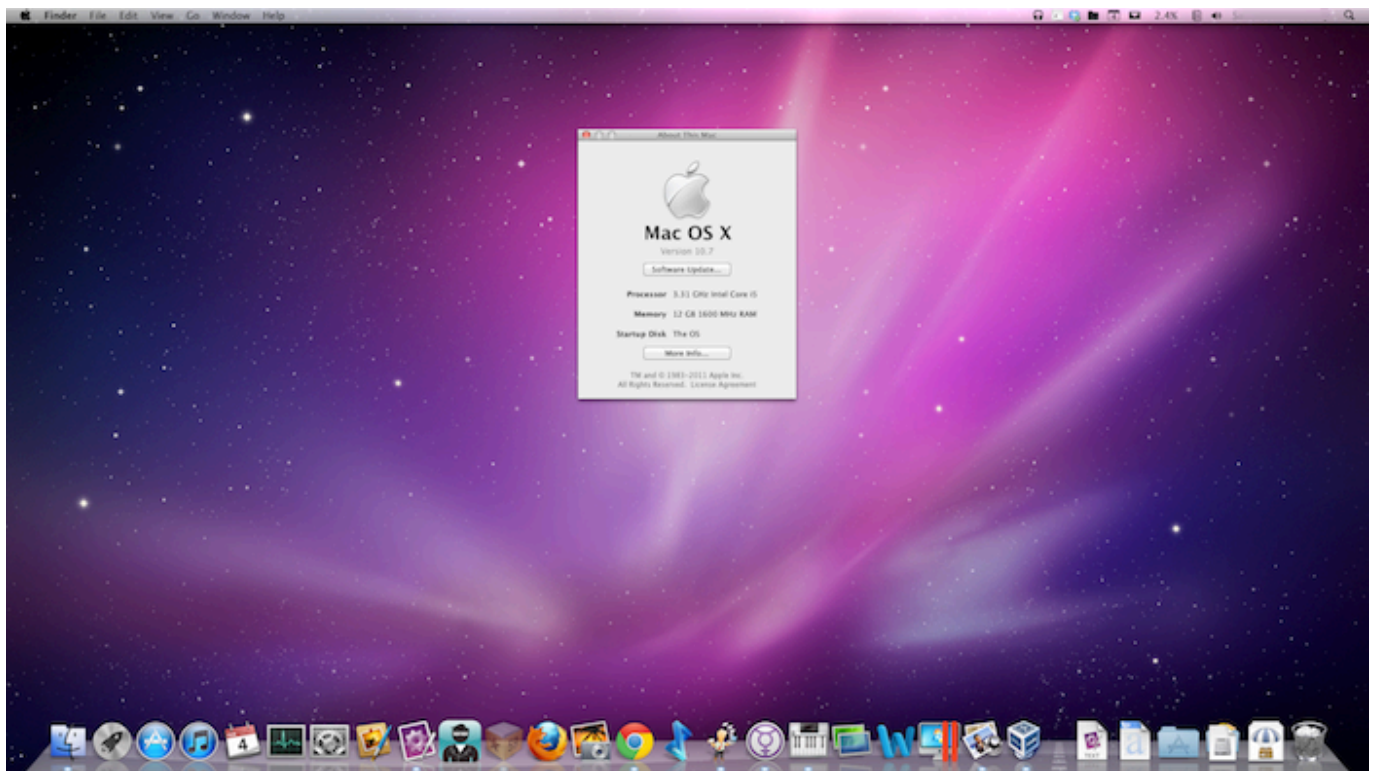 Finder File Edit View Go Window Help 2.4%
About This Mac
Mac OS X
Version 10.7
Software Update...
Processor 3.31 GHz Intel Core i5
Memory 12 GB 1600 MHz RAM
Startup Disk The OS
More Info...
TM and © 1983-2011 Apple Inc.
All Rights Reserved. License Agreement
4
TEXT